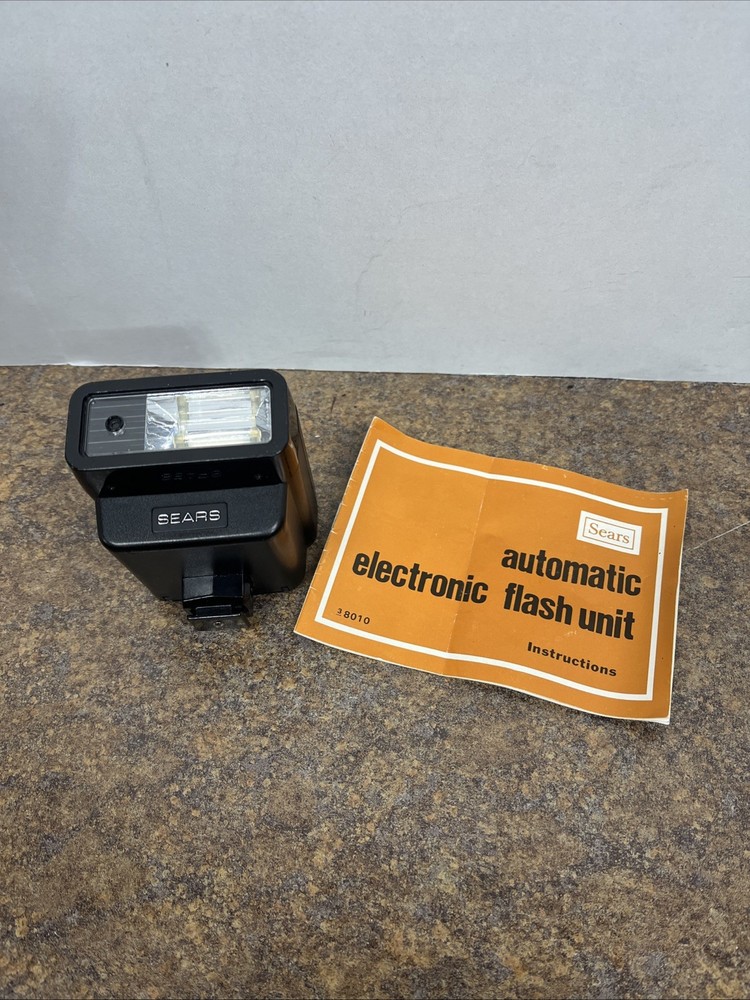 SEARS
Sears
automatic
electronic flash unit
3 8010
Instructions